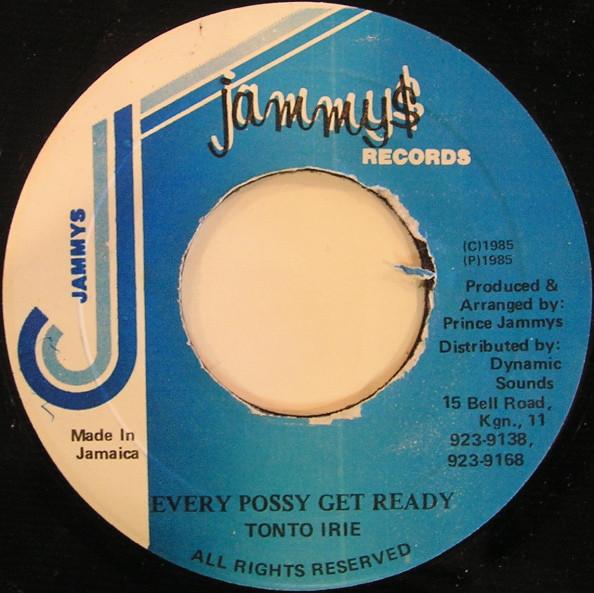 jammy$
RECORDS
JAMMYS
(C)1985
(P)1985
Produced &
Arranged by:
Prince Jammys
Distributed by:
Dynamic
Sounds
15 Bell Road,
Kgn., 11
923-9138,
923-9168
Made In
Jamaica
EVERY POSSY GET READY
TONTO IRIE
ALL RIGHTS RESERVED